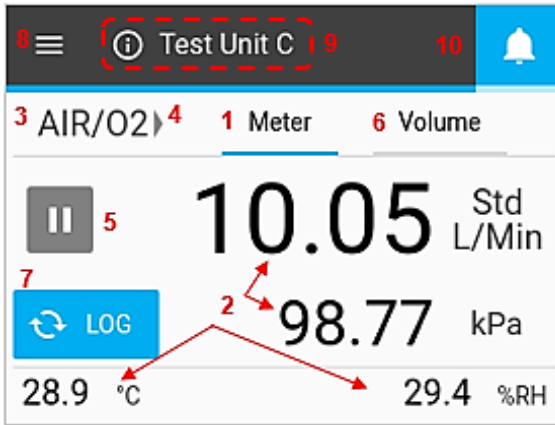 8 Test Unit C 9 10
3 AIR/O2 4 1 Meter 6 Volume
5 10.05 Std L/Min
7 LOG 2 98.77 kPa
28.9 °C 29.4 %RH